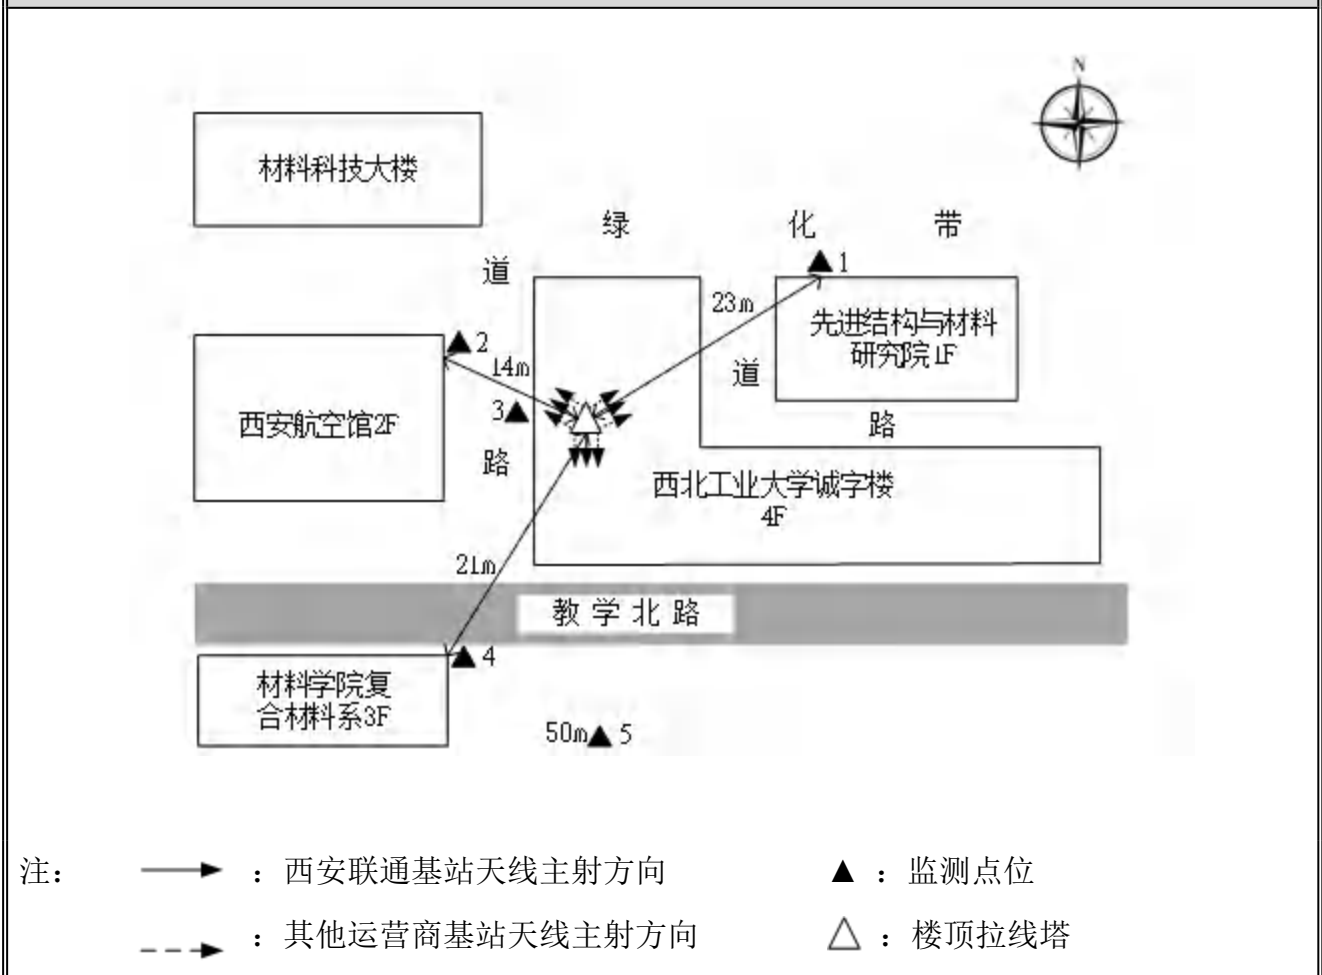 N
材料科技大楼
绿 化 带
道
1
23m
先进结构与材料
研究院1F
2
14m
道
3
西安航空馆2F
路
路
西北工业大学诚字楼
4F
21m
教学北路
4
材料学院复
合材料系3F
50m 5
注：
：西安联通基站天线主射方向
▲：监测点位
：其他运营商基站天线主射方向
△：楼顶拉线塔